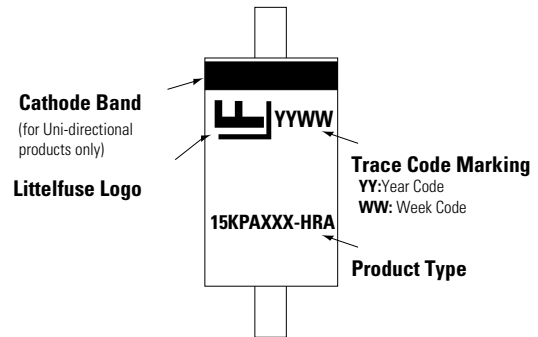 Cathode Band
(for Uni-directional
products only)
Littelfuse Logo
YYWW
Trace Code Marking
YY:Year Code
WW: Week Code
15KPAXXX-HRA
Product Type